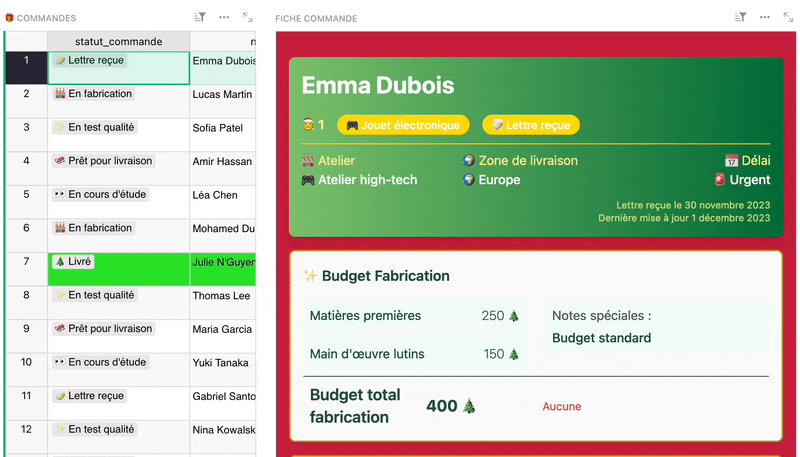 COMMANDES
statut_commande
1 Lettre reçue Emma Dubois
2 En fabrication Lucas Martin
3 En test qualité Sofia Patel
4 Prêt pour livraison Amir Hassan
5 En cours d'étude Léa Chen
6 En fabrication Mohamed Du
7 Livré Julie N'Guyer
8 En test qualité Thomas Lee
9 Prêt pour livraison Maria Garcia
10 En cours d'étude Yuki Tanaka
11 Lettre reçue Gabriel Santo
12 En test qualité Nina Kowalsk
FICHE COMMANDE
Emma Dubois
1 Jouet électronique Lettre reçue
Atelier Zone de livraison Délai
Atelier high-tech Europe Urgent
Lettre reçue le 30 novembre 2023
Dernière mise à jour 1 décembre 2023
Budget Fabrication
Matières premières 250
Notes spéciales :
Budget standard
Main d'œuvre lutins 150
Budget total
fabrication
400
Aucune